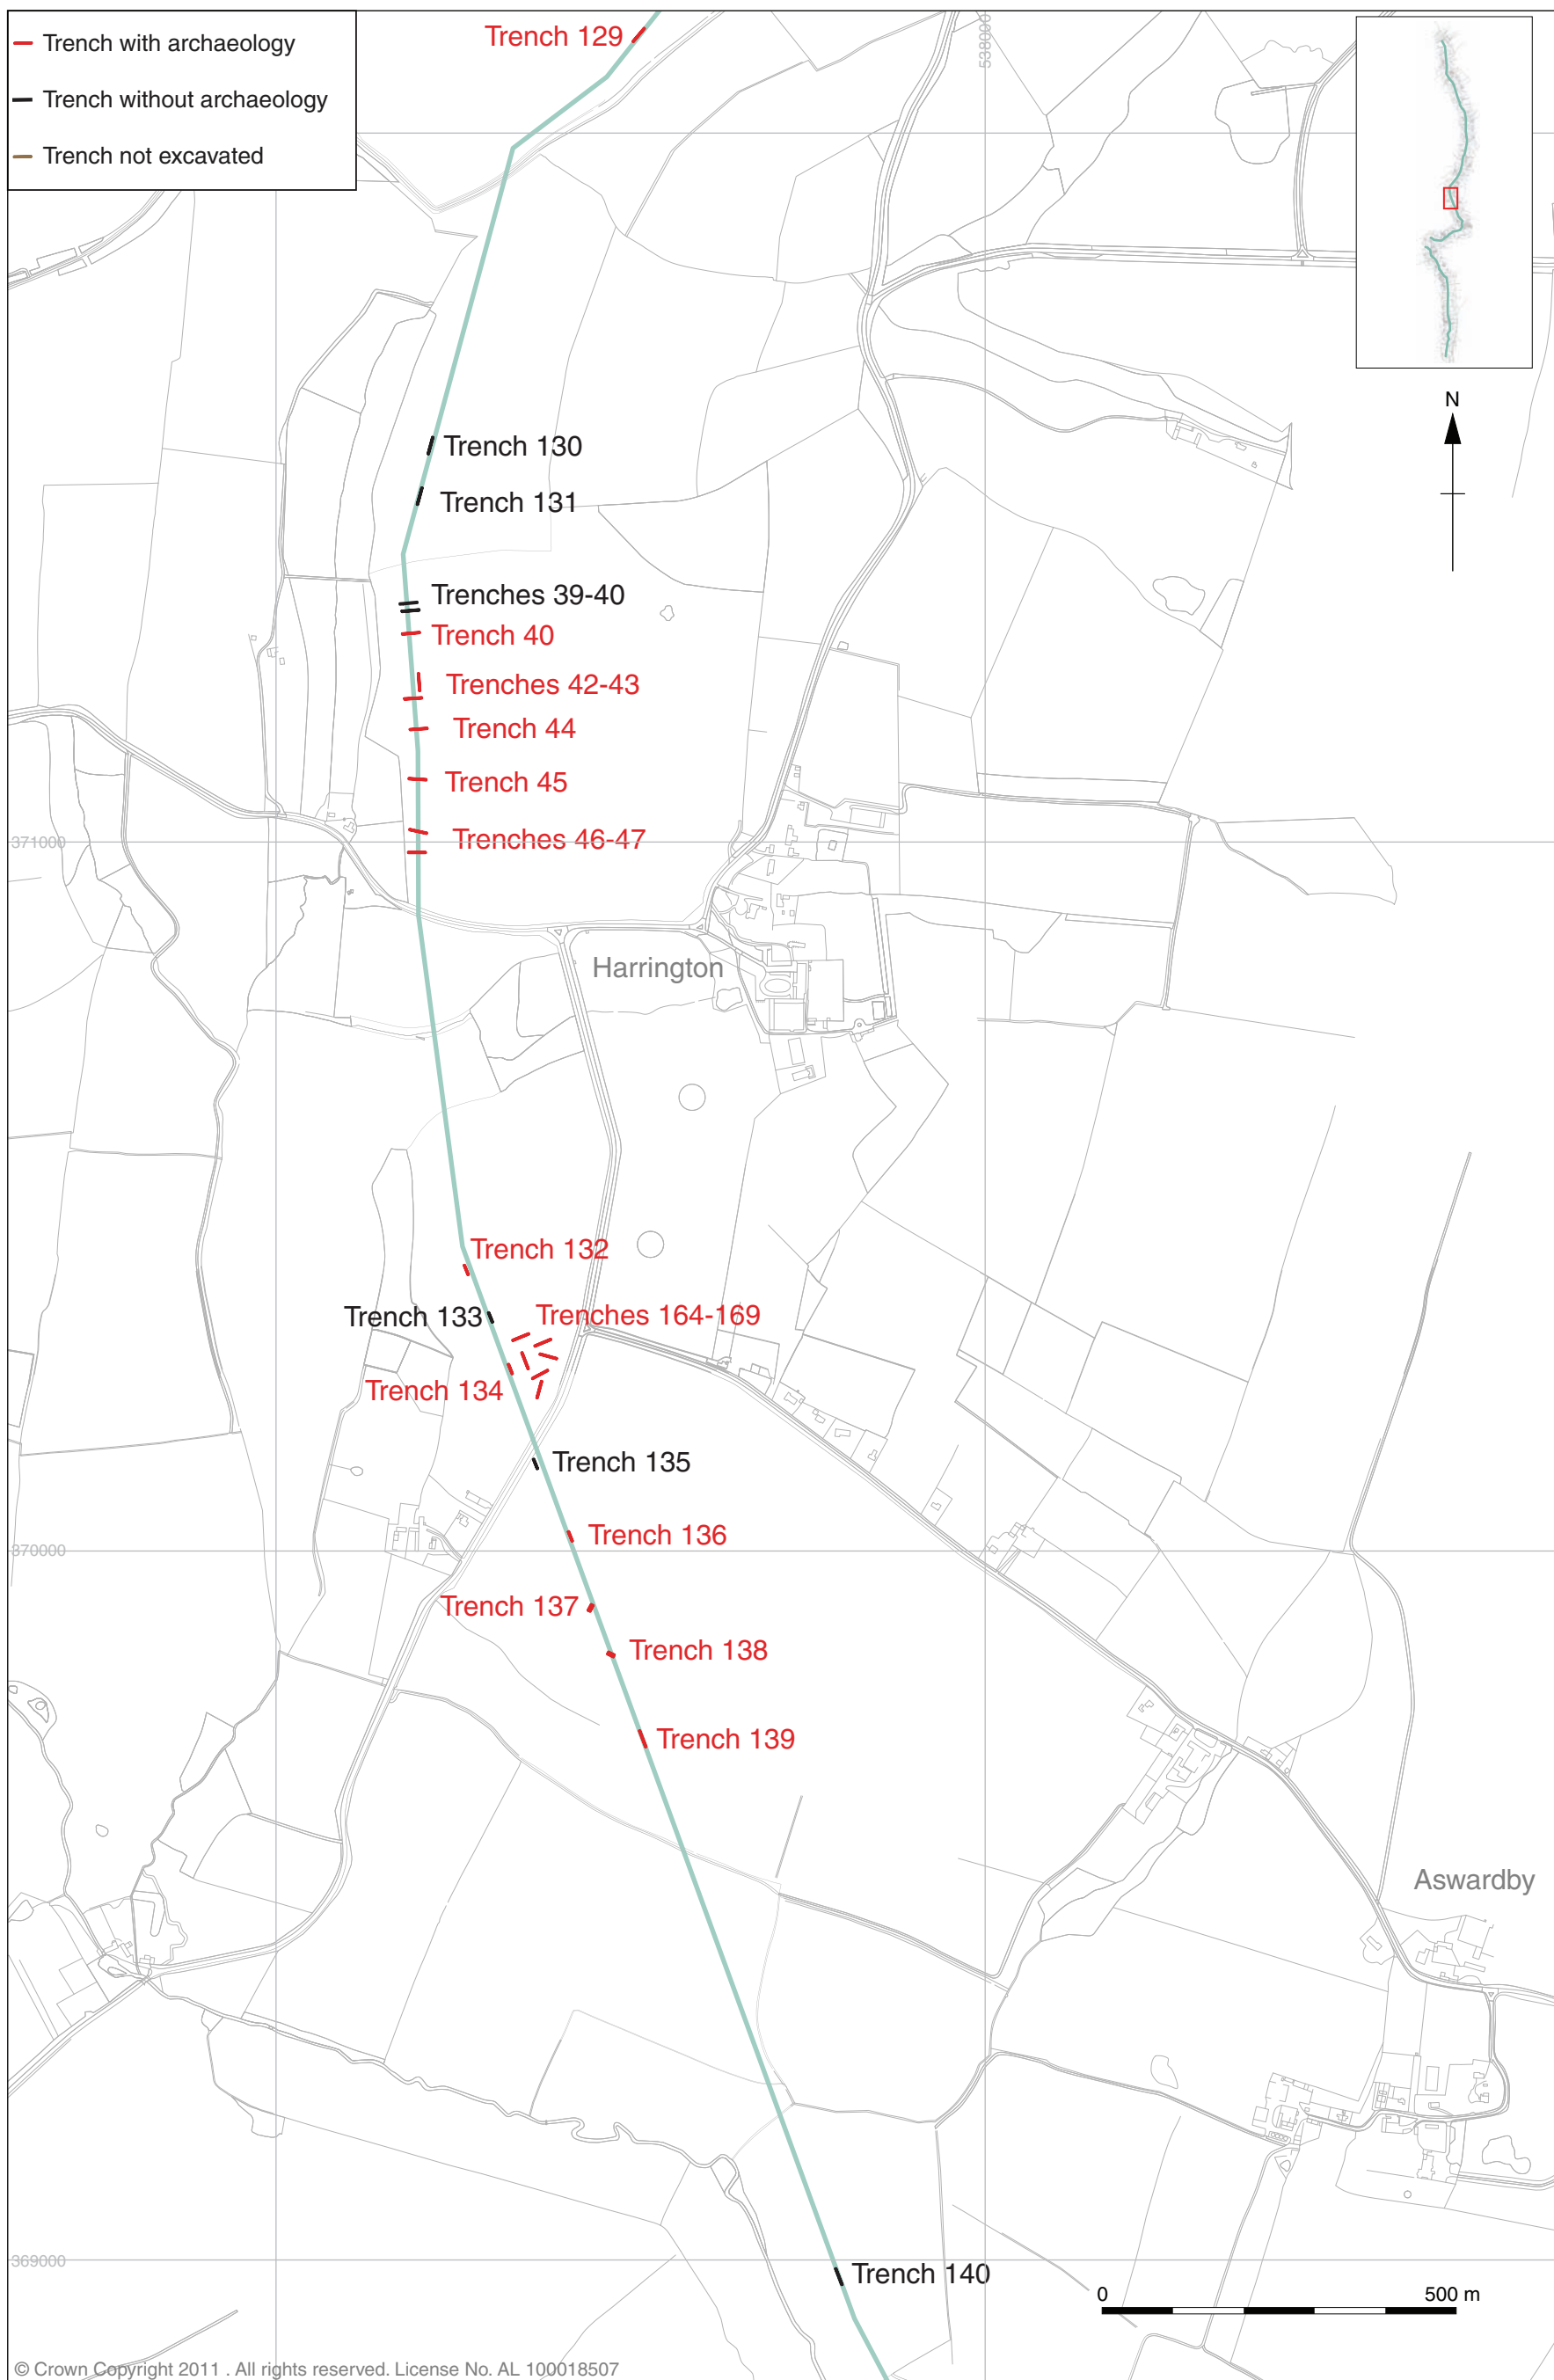 Trench with archaeology
Trench without archaeology
Trench not excavated
Trench 129
538000
N
Trench 130
Trench 131
Trenches 39-40
Trench 40
Trenches 42-43
Trench 44
Trench 45
Trenches 46-47
371000
Harrington
Trench 132
Trench 133
Trenches 164-169
Trench 134
Trench 135
Trench 136
370000
Trench 137
Trench 138
Trench 139
Aswardby
369000
Trench 140
0 500 m
© Crown Copyright 2011 . All rights reserved. License No. AL 100018507